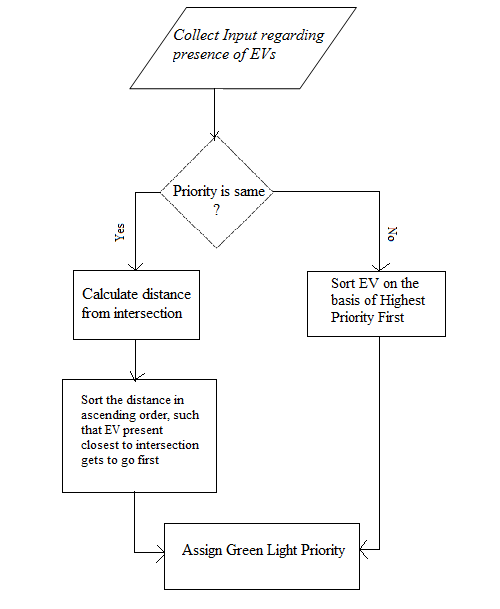 Collect Input regarding
presence of EVs
Priority is same
?
Yes
No
Calculate distance
from intersection
Sort EV on the
basis of Highest
Priority First
Sort the distance in
ascending order, such
that EV present
closest to intersection
gets to go first
Assign Green Light Priority